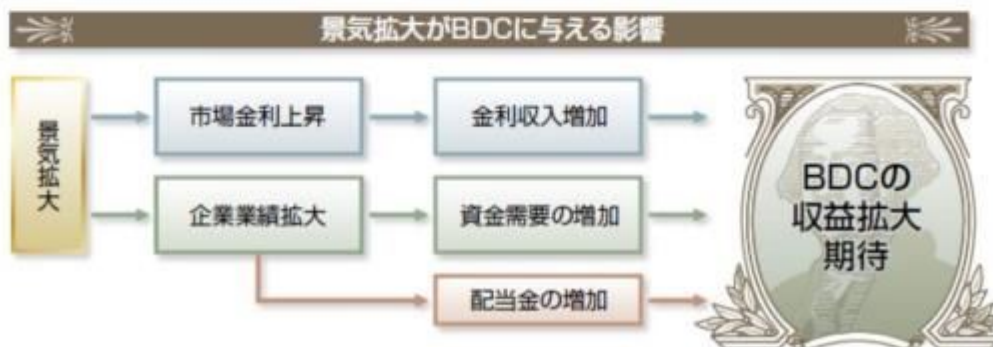 景気拡大がBDCに与える影響
景気拡大
市場金利上昇
金利収入増加
企業業績拡大
資金需要の増加
配当金の増加
BDCの
収益拡大
期待